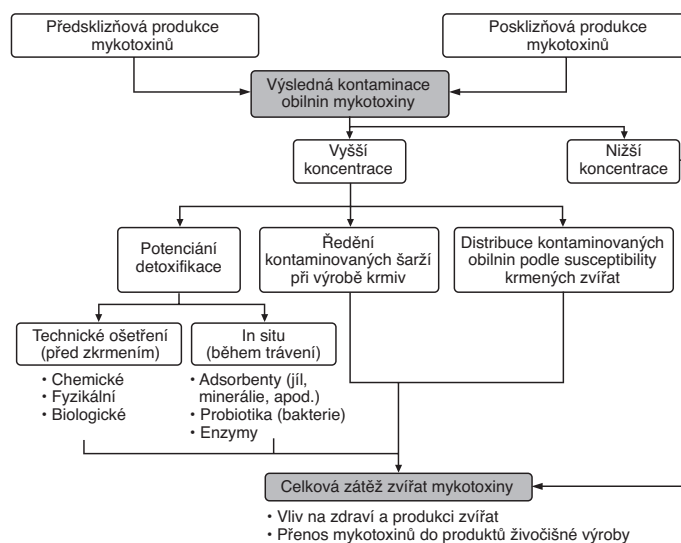 Předsklizňová produkce
mykotoxinů
Posklizňová produkce
mykotoxinů
Výsledná kontaminace
obilnin mykotoxiny
Vyšší
koncentrace
Nižší
koncentrace
Potenciání
detoxifikace
Ředění
kontaminovaných šarží
při výrobě krmiv
Distribuce kontaminovaných
obilnin podle susceptibility
krmených zvířat
Technické ošetření
(před zkrmením)
In situ
(během trávení)
• Chemické
• Fyzikální
• Biologické
• Adsorbenty (jíl,
minerálie, apod.)
• Probiotika (bakterie)
• Enzymy
Celková zátěž zvířat mykotoxiny
• Vliv na zdraví a produkci zvířat
• Přenos mykotoxinů do produktů živočišné výroby